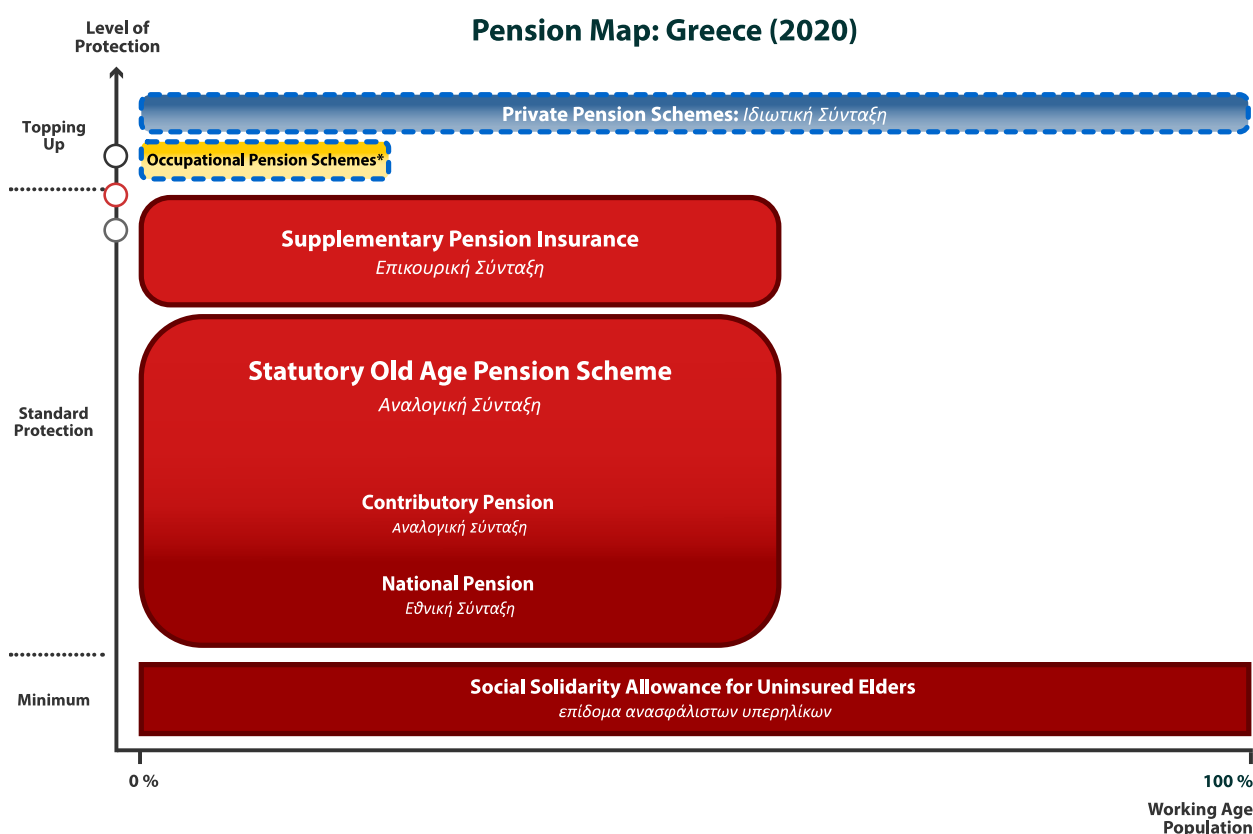 Pension Map: Greece (2020)
Level of
Protection
Topping
Up
Private Pension Schemes: Ιδιωτική Σύνταξη
Occupational Pension Schemes*
Supplementary Pension Insurance
Επικουρική Σύνταξη
Standard
Protection
Statutory Old Age Pension Scheme
Αναλογική Σύνταξη
Contributory Pension
Αναλογική Σύνταξη
National Pension
Εθνική Σύνταξη
Minimum
Social Solidarity Allowance for Uninsured Elders
επίδομα ανασφάλιστων υπερηλίκων
0 %
100 %
Working Age
Population